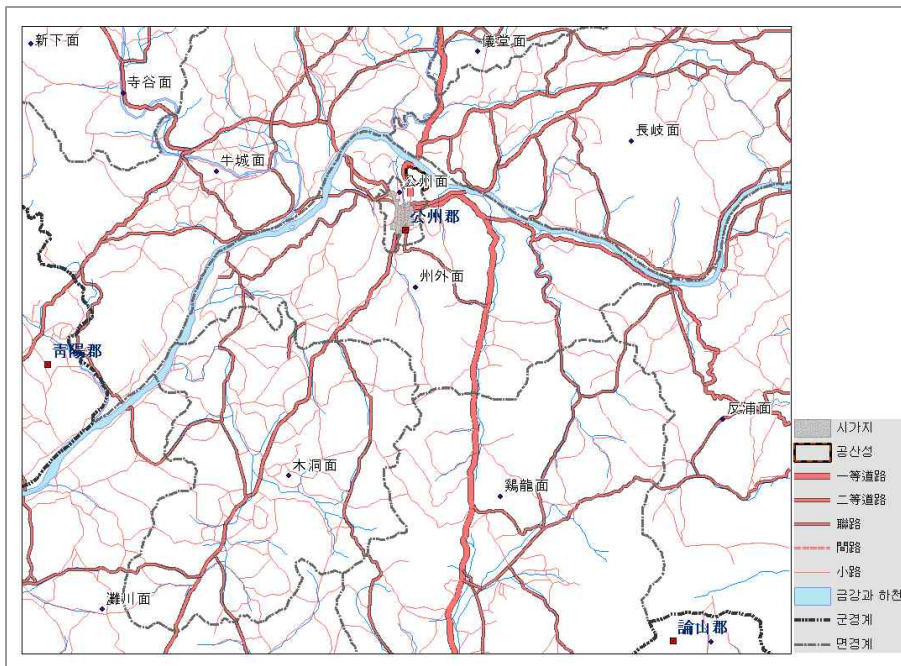 新下面
儀堂面
寺谷面
長岐面
牛城面
公州面
公州郡
州外面
靑陽郡
反浦面
木洞面
鷄龍面
灘川面
論山郡
시가지
공산성
一等道路
二等道路
聯路
間路
小路
금강과 하천
군경계
면경계